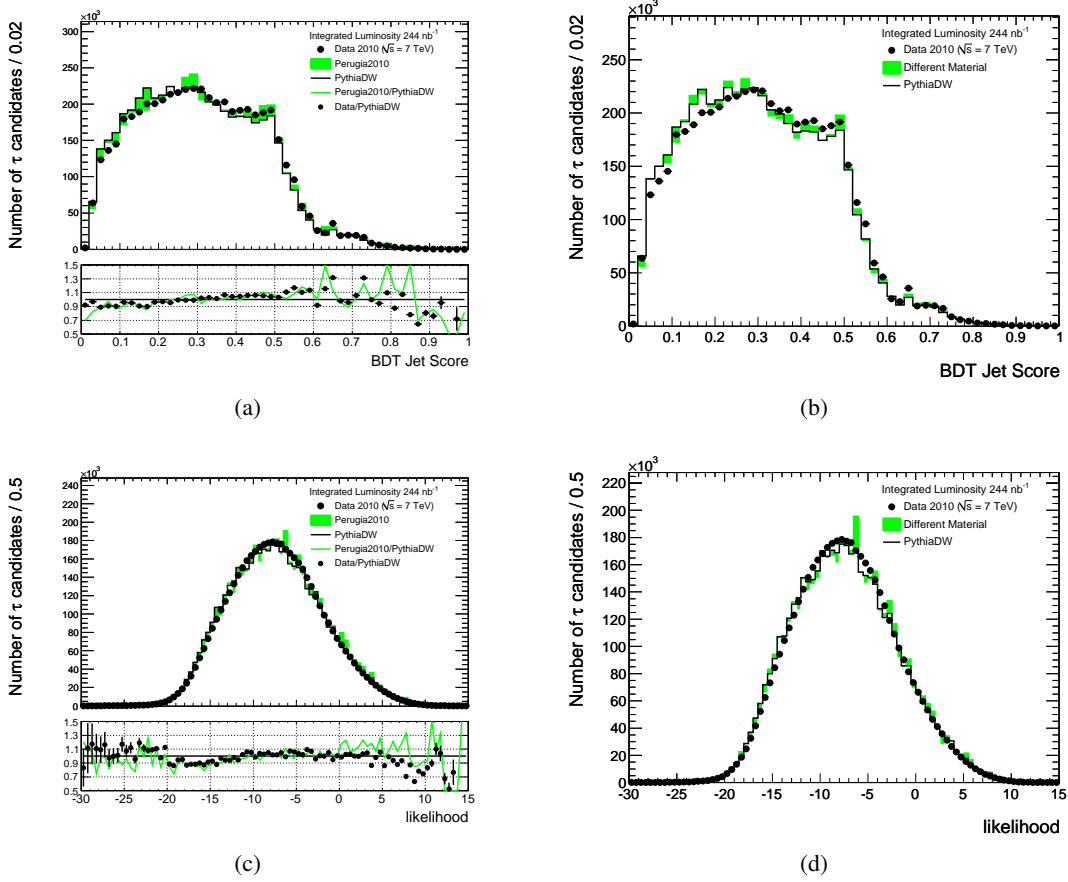 ×10³
Number of τ candidates / 0.02
300
250
200
150
100
50
0
Integrated Luminosity 244 nb⁻¹
Data 2010 (√s = 7 TeV)
Perugia2010
PythiaDW
Perugia2010/PythiaDW
Data/PythiaDW
1.5
1.3
1.1
0.9
0.7
0.5
0 0.1 0.2 0.3 0.4 0.5 0.6 0.7 0.8 0.9 1
BDT Jet Score
(a)
×10³
Number of τ candidates / 0.02
250
200
150
100
50
0
Integrated Luminosity 244 nb⁻¹
Data 2010 (√s = 7 TeV)
Different Material
PythiaDW
0 0.1 0.2 0.3 0.4 0.5 0.6 0.7 0.8 0.9 1
BDT Jet Score
(b)
×10³
Number of τ candidates / 0.5
240
220
200
180
160
140
120
100
80
60
40
20
0
Integrated Luminosity 244 nb⁻¹
Data 2010 (√s = 7 TeV)
Perugia2010
PythiaDW
Perugia2010/PythiaDW
Data/PythiaDW
1.5
1.3
1.1
0.9
0.7
0.5
-30 -25 -20 -15 -10 -5 0 5 10 15
likelihood
(c)
×10³
Number of τ candidates / 0.5
220
200
180
160
140
120
100
80
60
40
20
0
Integrated Luminosity 244 nb⁻¹
Data 2010 (√s = 7 TeV)
Different Material
PythiaDW
-30 -25 -20 -15 -10 -5 0 5 10 15
likelihood
(d)